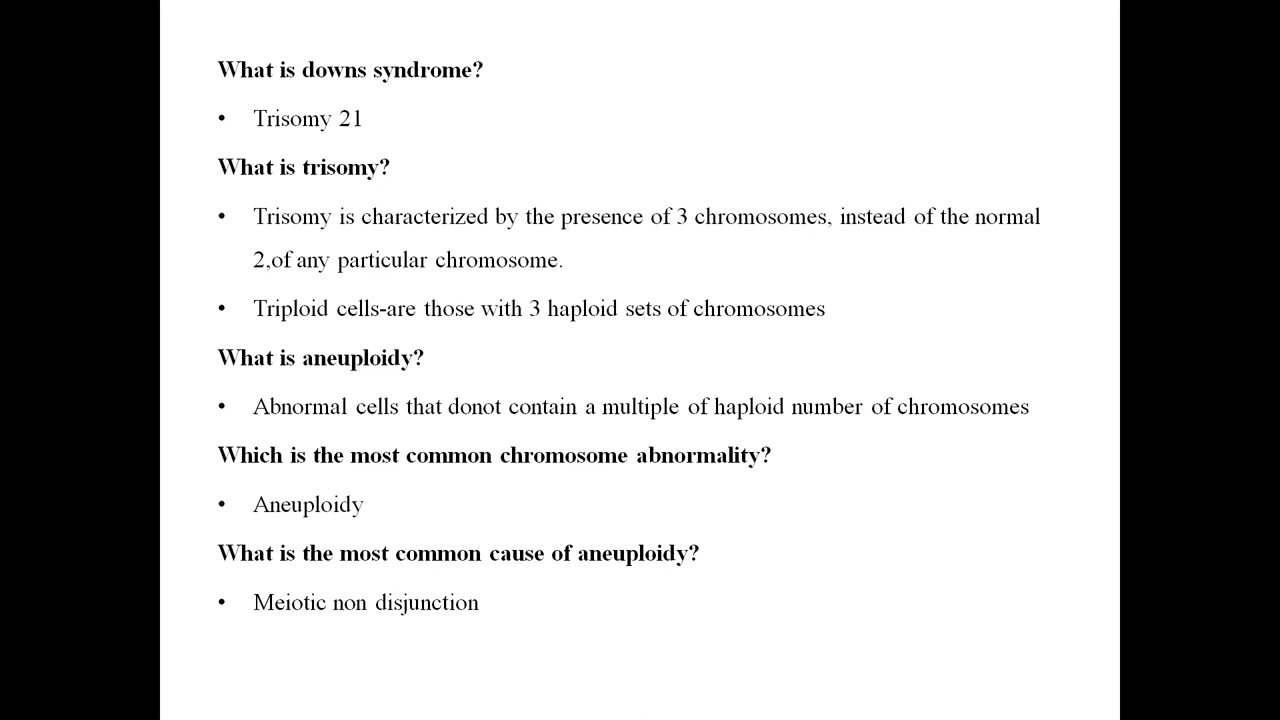 What is downs syndrome?
• Trisomy 21
What is trisomy?
• Trisomy is characterized by the presence of 3 chromosomes, instead of the normal
2,of any particular chromosome.
• Triploid cells-are those with 3 haploid sets of chromosomes
What is aneuploidy?
• Abnormal cells that donot contain a multiple of haploid number of chromosomes
Which is the most common chromosome abnormality?
• Aneuploidy
What is the most common cause of aneuploidy?
• Meiotic non disjunction